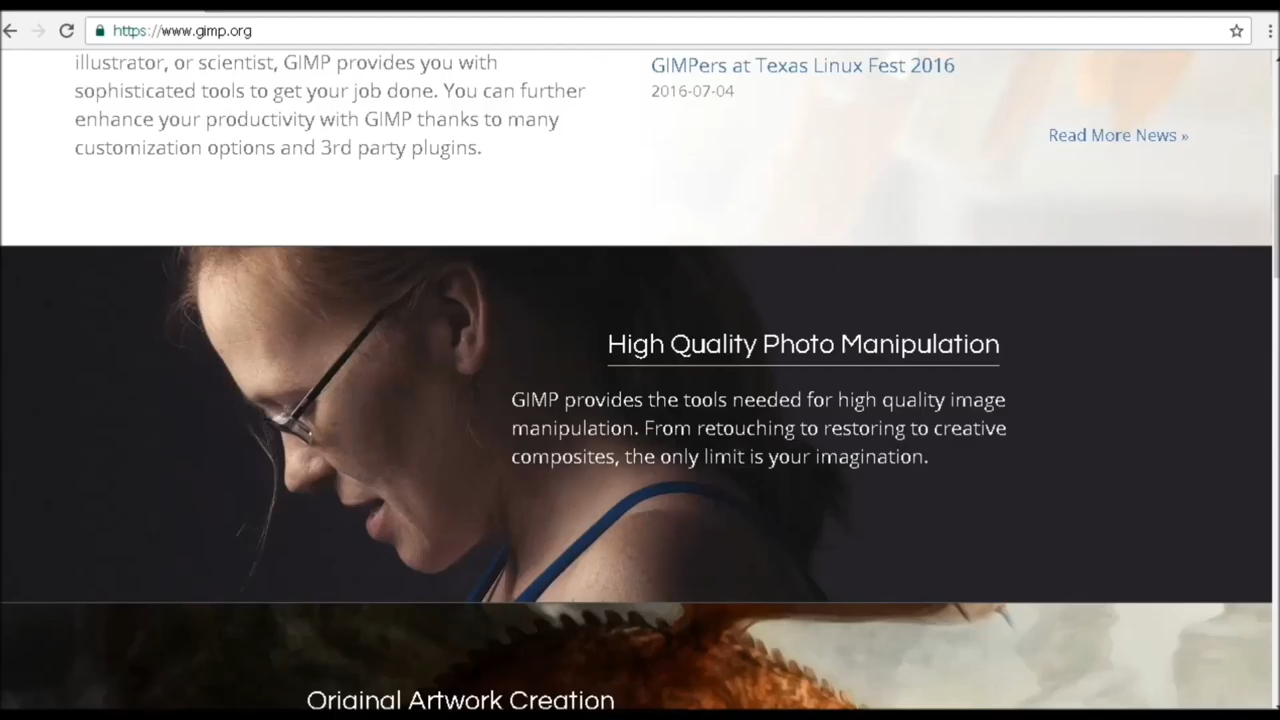 https://www.gimp.org
illustrator, or scientist, GIMP provides you with
sophisticated tools to get your job done. You can further
enhance your productivity with GIMP thanks to many
customization options and 3rd party plugins.
GIMPers at Texas Linux Fest 2016
2016-07-04
Read More News »
High Quality Photo Manipulation
GIMP provides the tools needed for high quality image
manipulation. From retouching to restoring to creative
composites, the only limit is your imagination.
Original Artwork Creation